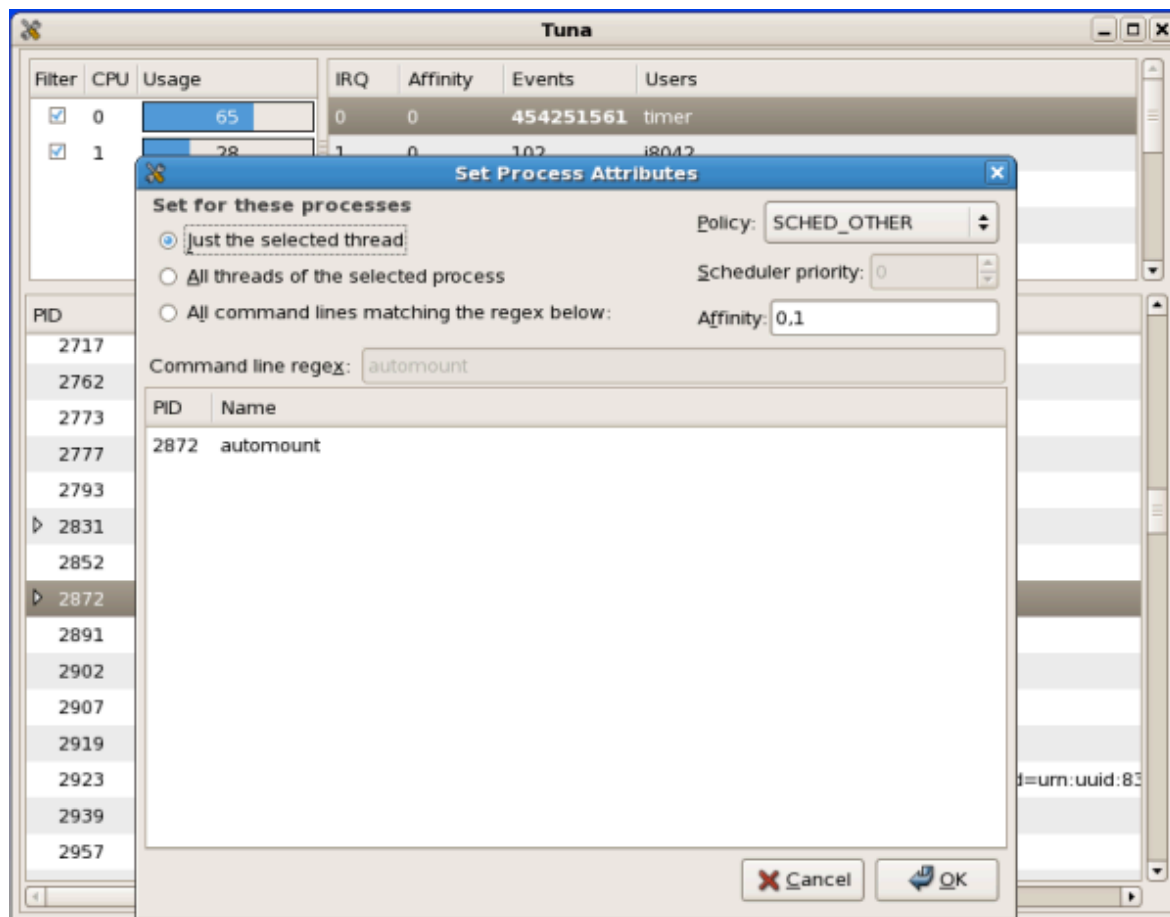 Tuna
Filter CPU Usage IRQ Affinity Events Users
0 65 0 0 454251561 timer
1 28 1 0 102 i8042
Set Process Attributes
Set for these processes
Just the selected thread
All threads of the selected process
All command lines matching the regex below:
Policy: SCHED_OTHER
Scheduler priority: 0
Affinity: 0,1
Command line regex: automount
PID Name
2872 automount
PID
2717
2762
2773
2777
2793
2831
2852
2872
2891
2902
2907
2919
2923 d=urn:uuid:83
2939
2957
Cancel OK